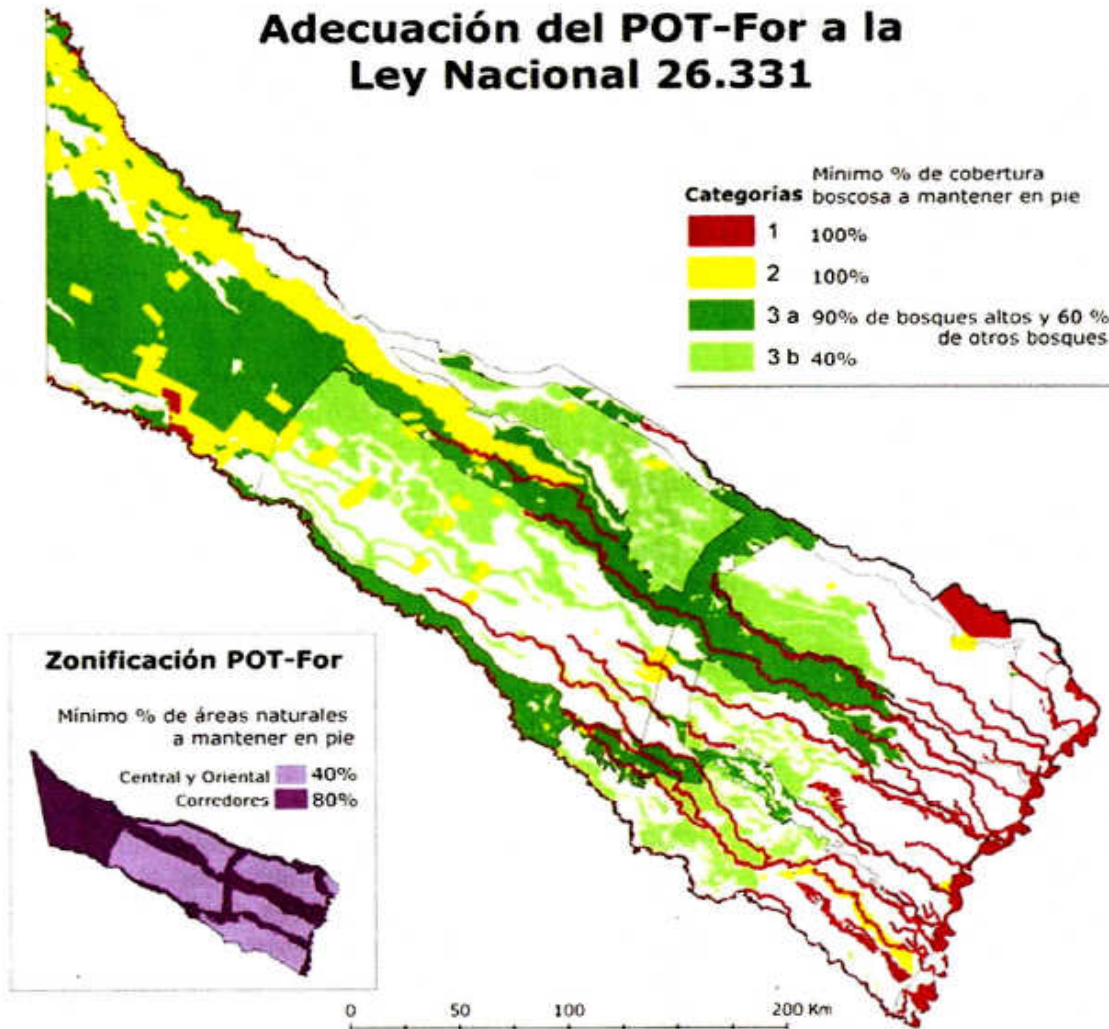 Adecuación del POT-For a la
Ley Nacional 26.331
Mínimo % de cobertura
Categorías boscosa a mantener en pie
1 100%
2 100%
3 a 90% de bosques altos y 60 %
de otros bosques
3 b 40%
Zonificación POT-For
Mínimo % de áreas naturales
a mantener en pie
Central y Oriental 40%
Corredores 80%
0 50 100 200 Km